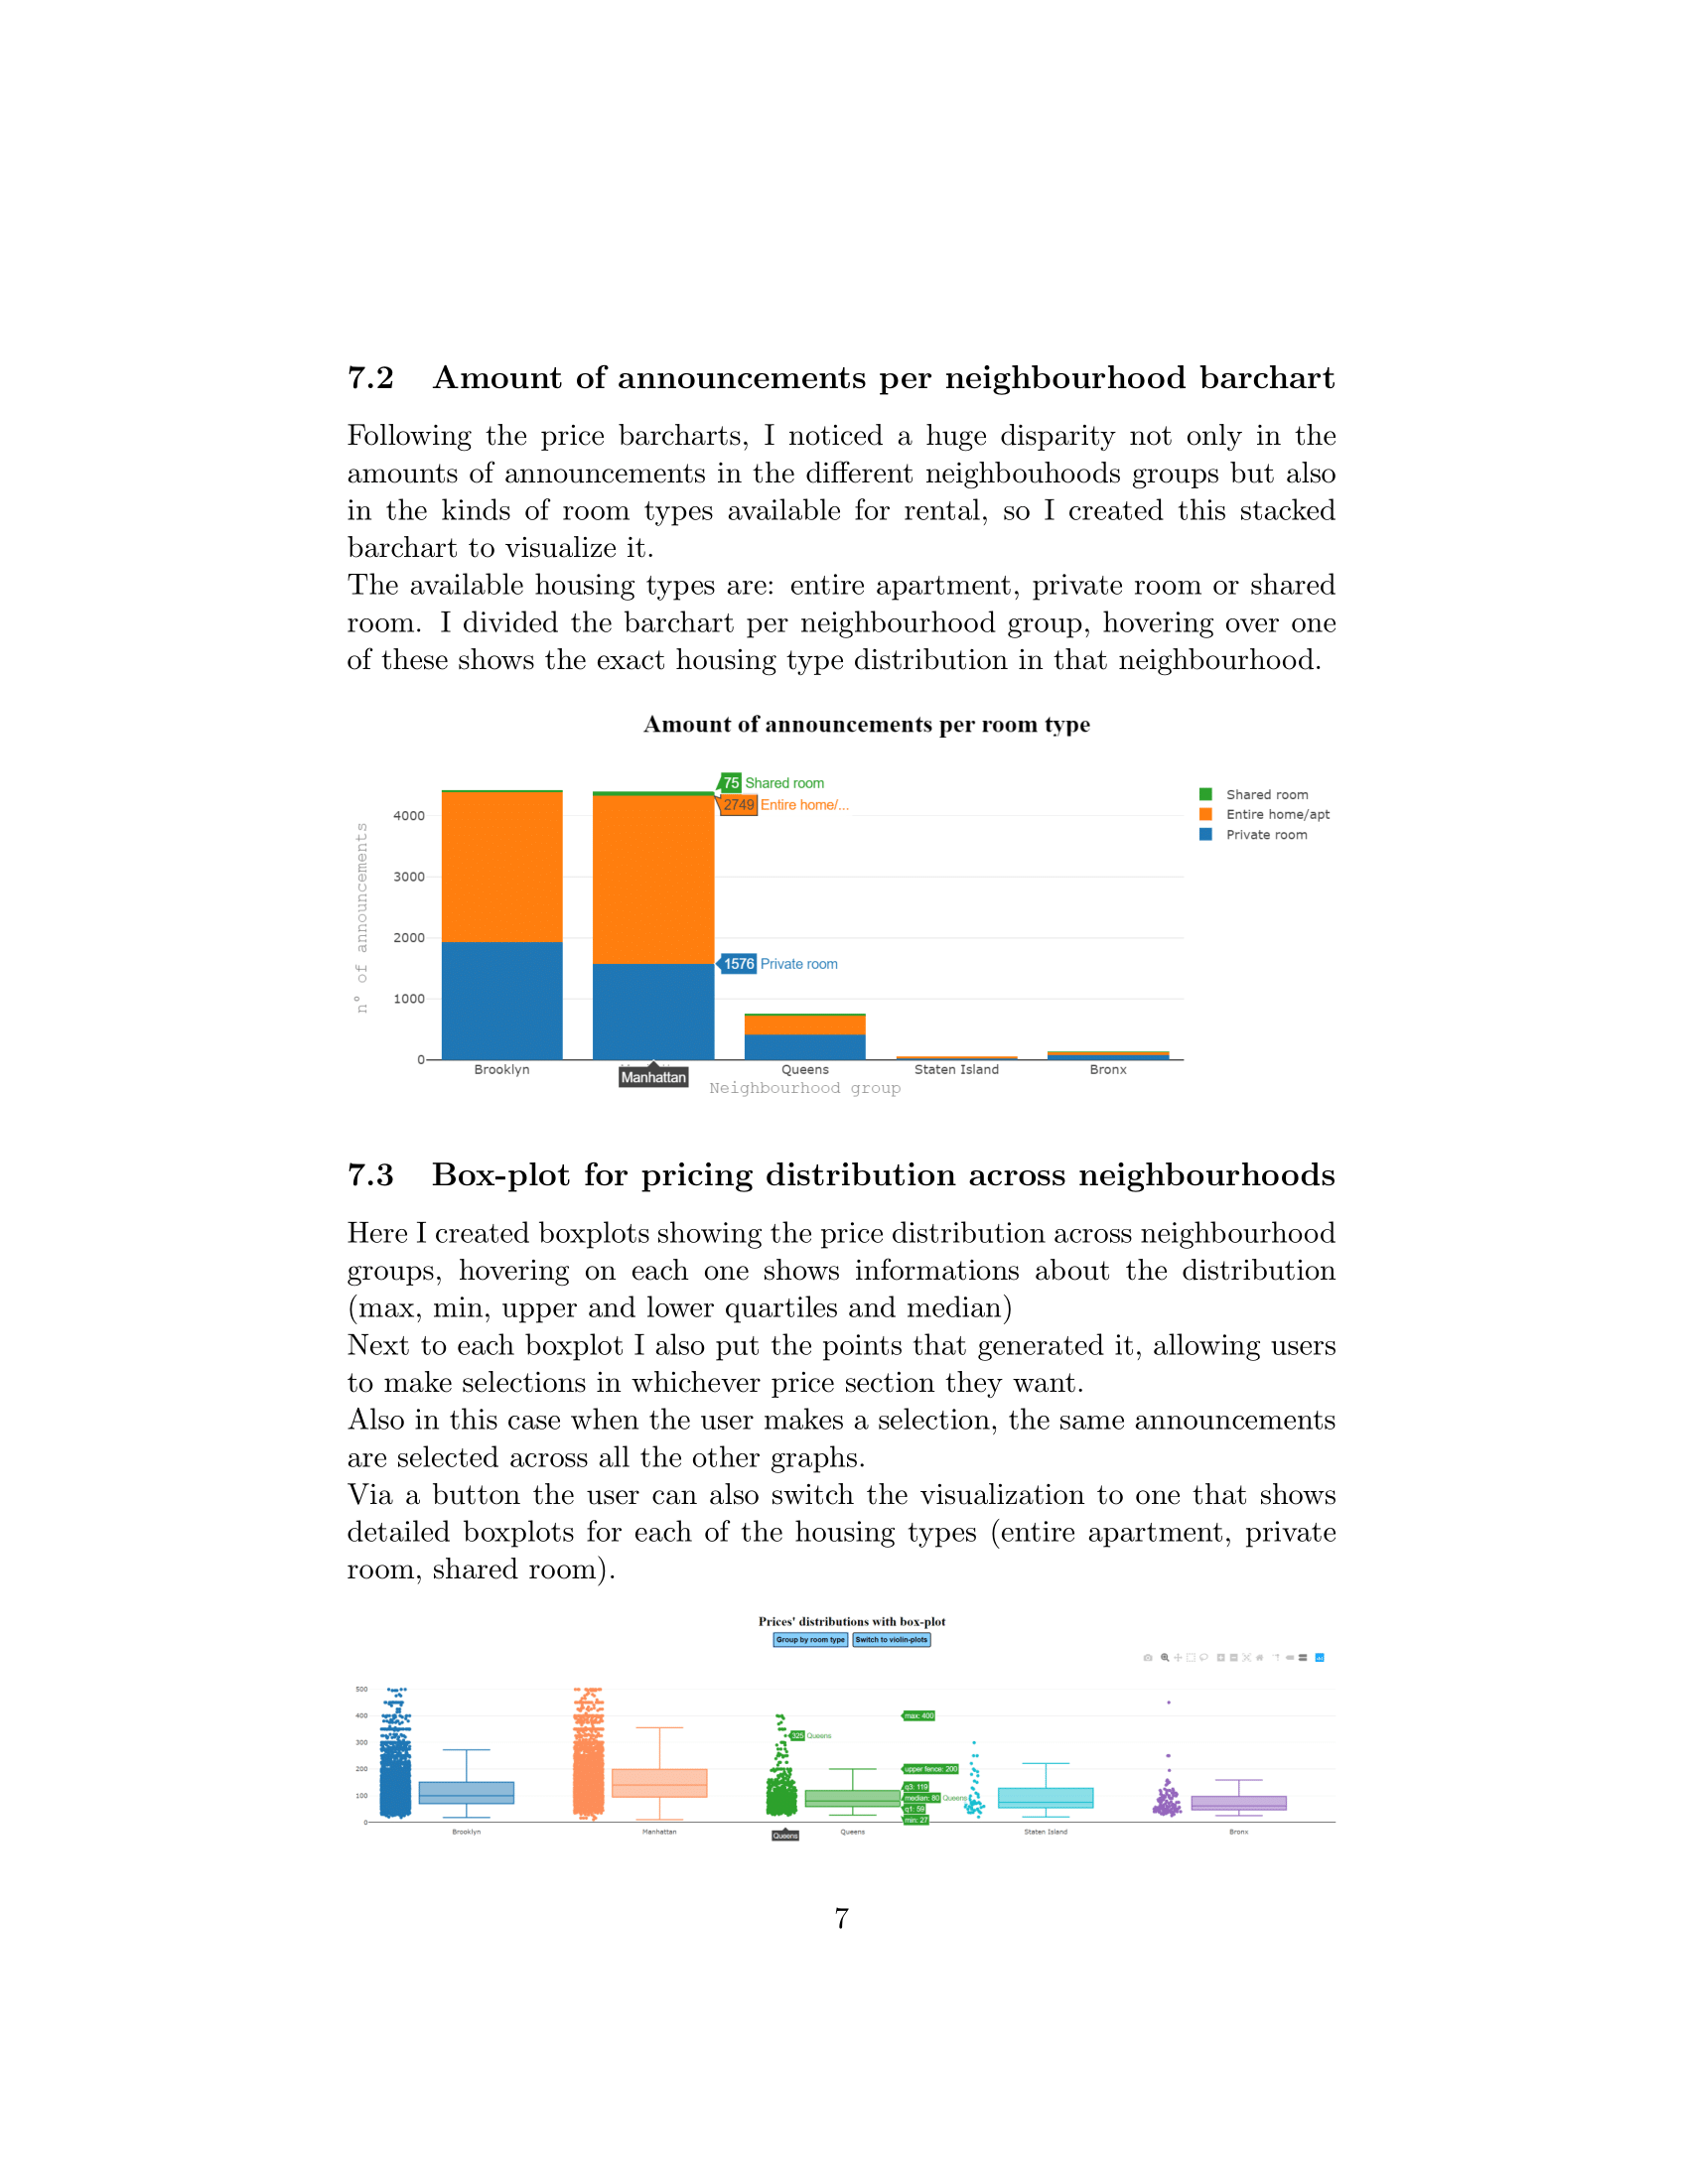 7.2 Amount of announcements per neighbourhood barchart
Following the price barcharts, I noticed a huge disparity not only in the
amounts of announcements in the different neighbouhoods groups but also
in the kinds of room types available for rental, so I created this stacked
barchart to visualize it.
The available housing types are: entire apartment, private room or shared
room. I divided the barchart per neighbourhood group, hovering over one
of these shows the exact housing type distribution in that neighbourhood.
Amount of announcements per room type
75 Shared room
2749 Entire home/...
1576 Private room
Shared room
Entire home/apt
Private room
n° of announcements
4000
3000
2000
1000
0
Brooklyn
Manhattan
Queens
Staten Island
Bronx
Neighbourhood group
7.3 Box-plot for pricing distribution across neighbourhoods
Here I created boxplots showing the price distribution across neighbourhood
groups, hovering on each one shows informations about the distribution
(max, min, upper and lower quartiles and median)
Next to each boxplot I also put the points that generated it, allowing users
to make selections in whichever price section they want.
Also in this case when the user makes a selection, the same announcements
are selected across all the other graphs.
Via a button the user can also switch the visualization to one that shows
detailed boxplots for each of the housing types (entire apartment, private
room, shared room).
Prices' distributions with box-plot
Group by room type Switch to violin-plots
500
400
300
200
100
0
325 Queens
max: 400
upper fence: 200
q3: 119
median: 80 Queens
q1: 59
min: 27
Brooklyn
Manhattan
Queens
Queens
Staten Island
Bronx
7